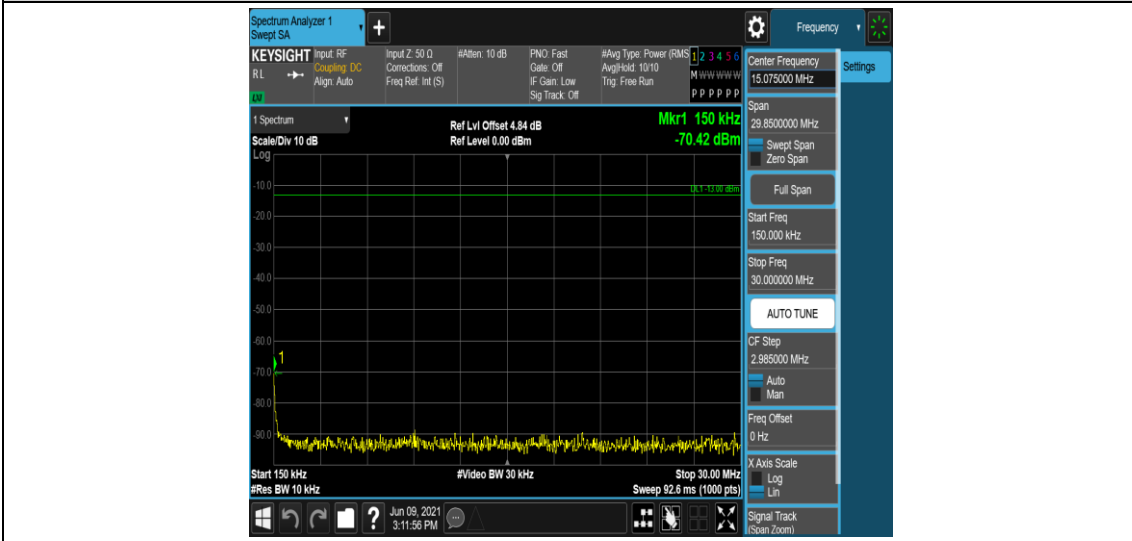 Spectrum Analyzer 1
Swept SA
+
Frequency
KEYSIGHT
RL
Input: RF
Coupling: DC
Align: Auto
Input Z: 50 Ω
Corrections: Off
Freq Ref: Int (S)
#Atten: 10 dB
PNO: Fast
Gate: Off
IF Gain: Low
Sig Track: Off
#Avg Type: Power (RMS
Avg|Hold: 10/10
Trig: Free Run
1 2 3 4 5 6
M W W W W W
P P P P P P
1 Spectrum
Scale/Div 10 dB
Log
Ref Lvl Offset 4.84 dB
Ref Level 0.00 dBm
Mkr1 150 kHz
-70.42 dBm
DL1 -13.00 dBm
-10.0
-20.0
-30.0
-40.0
-50.0
-60.0
-70.0
-80.0
-90.0
1
Start 150 kHz
#Res BW 10 kHz
#Video BW 30 kHz
Stop 30.00 MHz
Sweep 92.6 ms (1000 pts)
Center Frequency
15.075000 MHz
Settings
Span
29.8500000 MHz
Swept Span
Zero Span
Full Span
Start Freq
150.000 kHz
Stop Freq
30.000000 MHz
AUTO TUNE
CF Step
2.985000 MHz
Auto
Man
Freq Offset
0 Hz
X Axis Scale
Log
Lin
Signal Track
(Span Zoom)
?
Jun 09, 2021
3:11:56 PM